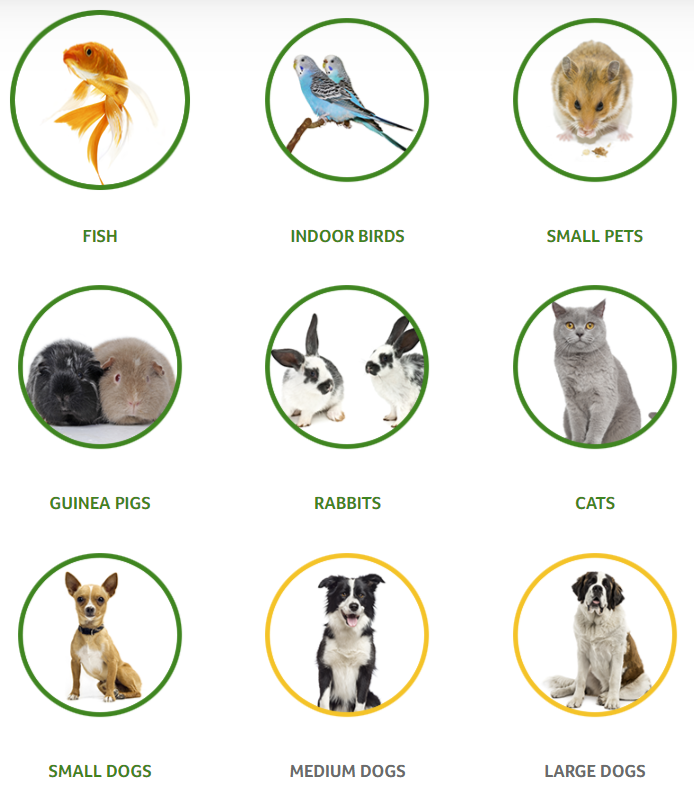 FISH
INDOOR BIRDS
SMALL PETS
GUINEA PIGS
RABBITS
CATS
SMALL DOGS
MEDIUM DOGS
LARGE DOGS